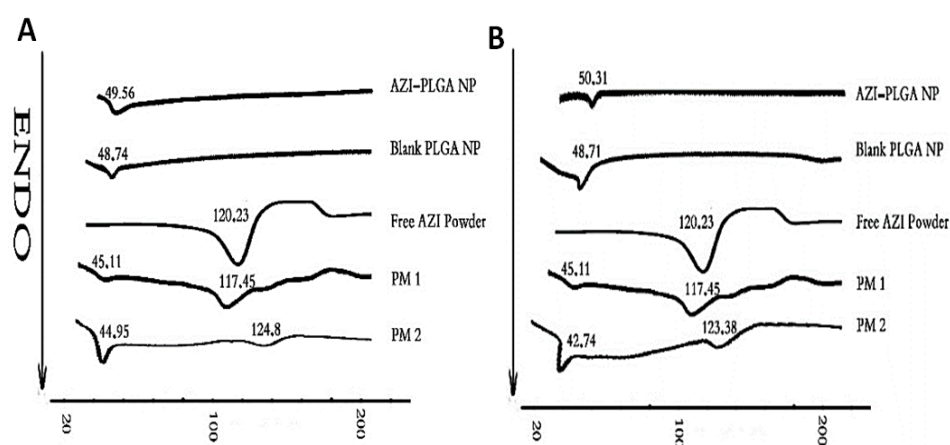 A
ENDO
49.56
AZI-PLGA NP
48.74
Blank PLGA NP
120.23
Free AZI Powder
45.11
117.45
PM 1
44.95
124.8
PM 2
20
100
200
B
50.31
AZI-PLGA NP
48.71
Blank PLGA NP
120.23
Free AZI Powder
45.11
117.45
PM 1
42.74
123.38
PM 2
20
100
200